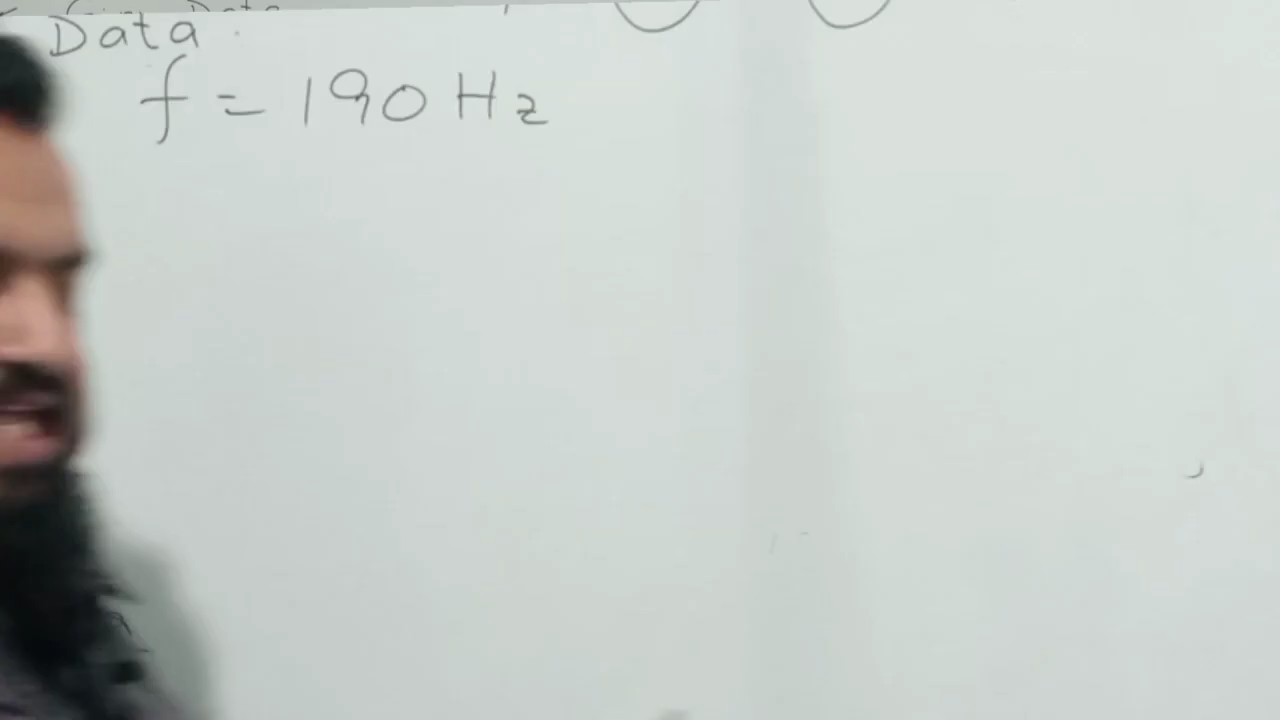 Data
f = 190 Hz